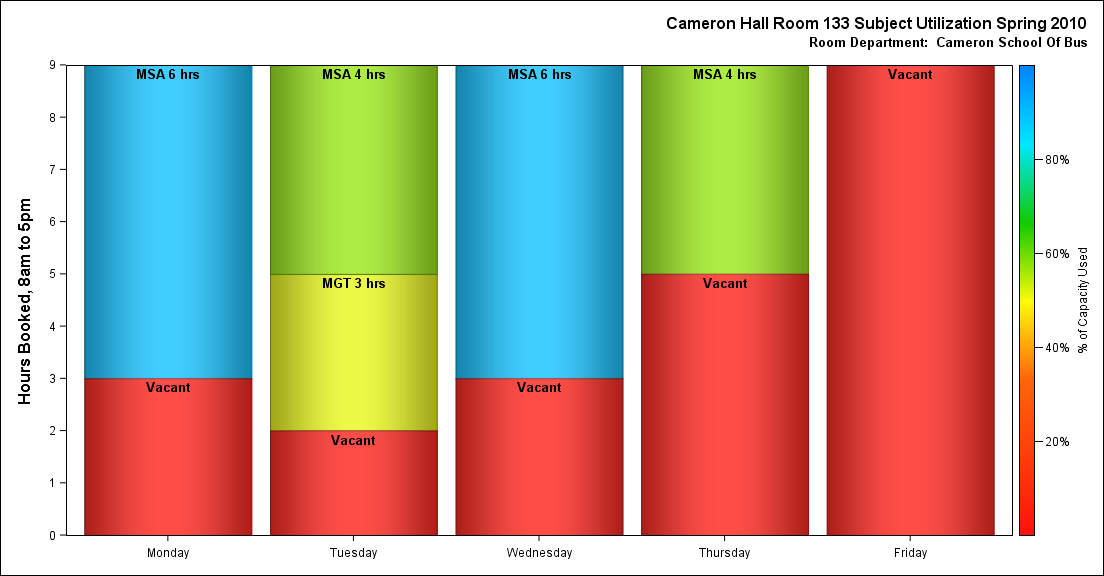 Cameron Hall Room 133 Subject Utilization Spring 2010
Room Department:  Cameron School Of Bus
Hours Booked, 8am to 5pm
9
8
7
6
5
4
3
2
1
0
MSA 6 hrs
Vacant
MSA 4 hrs
MGT 3 hrs
Vacant
MSA 6 hrs
Vacant
MSA 4 hrs
Vacant
Vacant
Monday
Tuesday
Wednesday
Thursday
Friday
80%
60%
40%
20%
% of Capacity Used